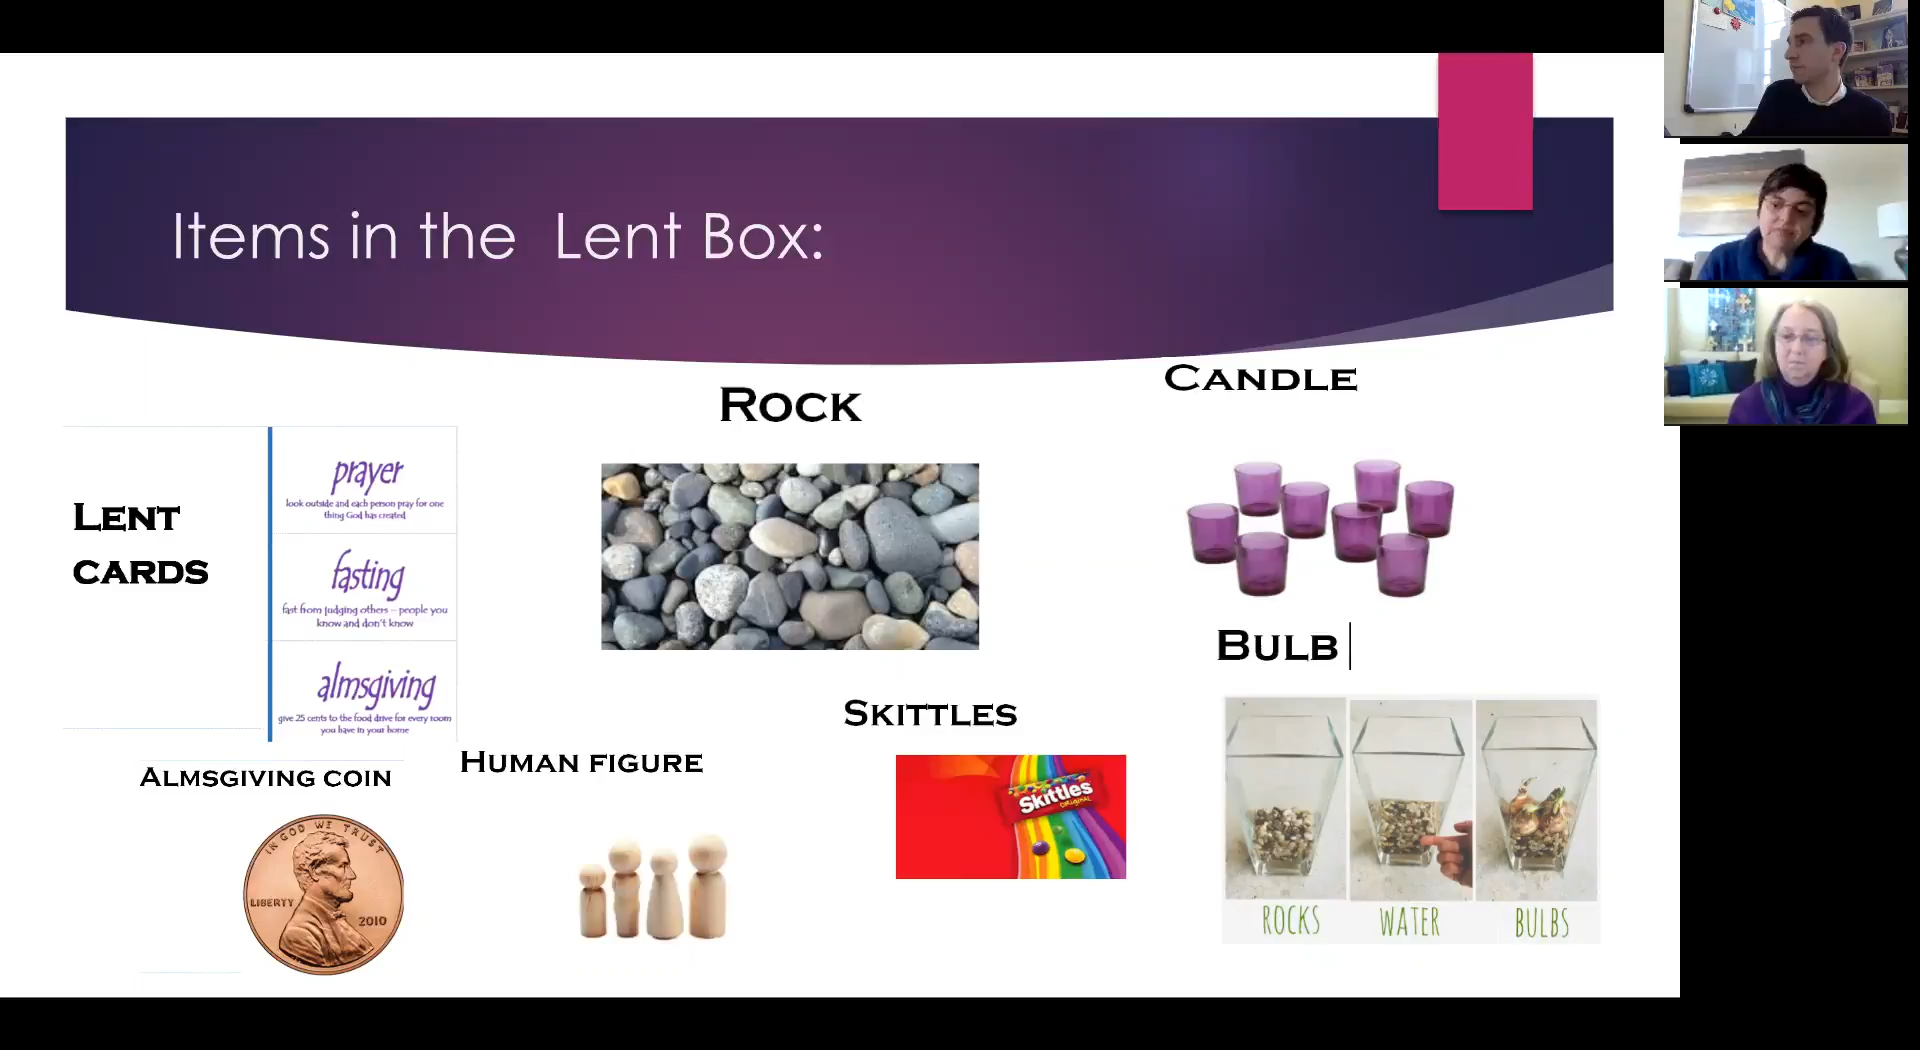 Items in the Lent Box:
Rock
Candle
Lent
cards
prayer
look outside and each person pray for one
thing God has created
fasting
fast from judging others – people you
know and don't know
almsgiving
give 25 cents to the food drive for every room
you have in your home
Bulb
Skittles
Human figure
Almsgiving coin
IN GOD WE TRUST
LIBERTY
2010
Skittles
ORIGINAL
ROCKS
WATER
BULBS